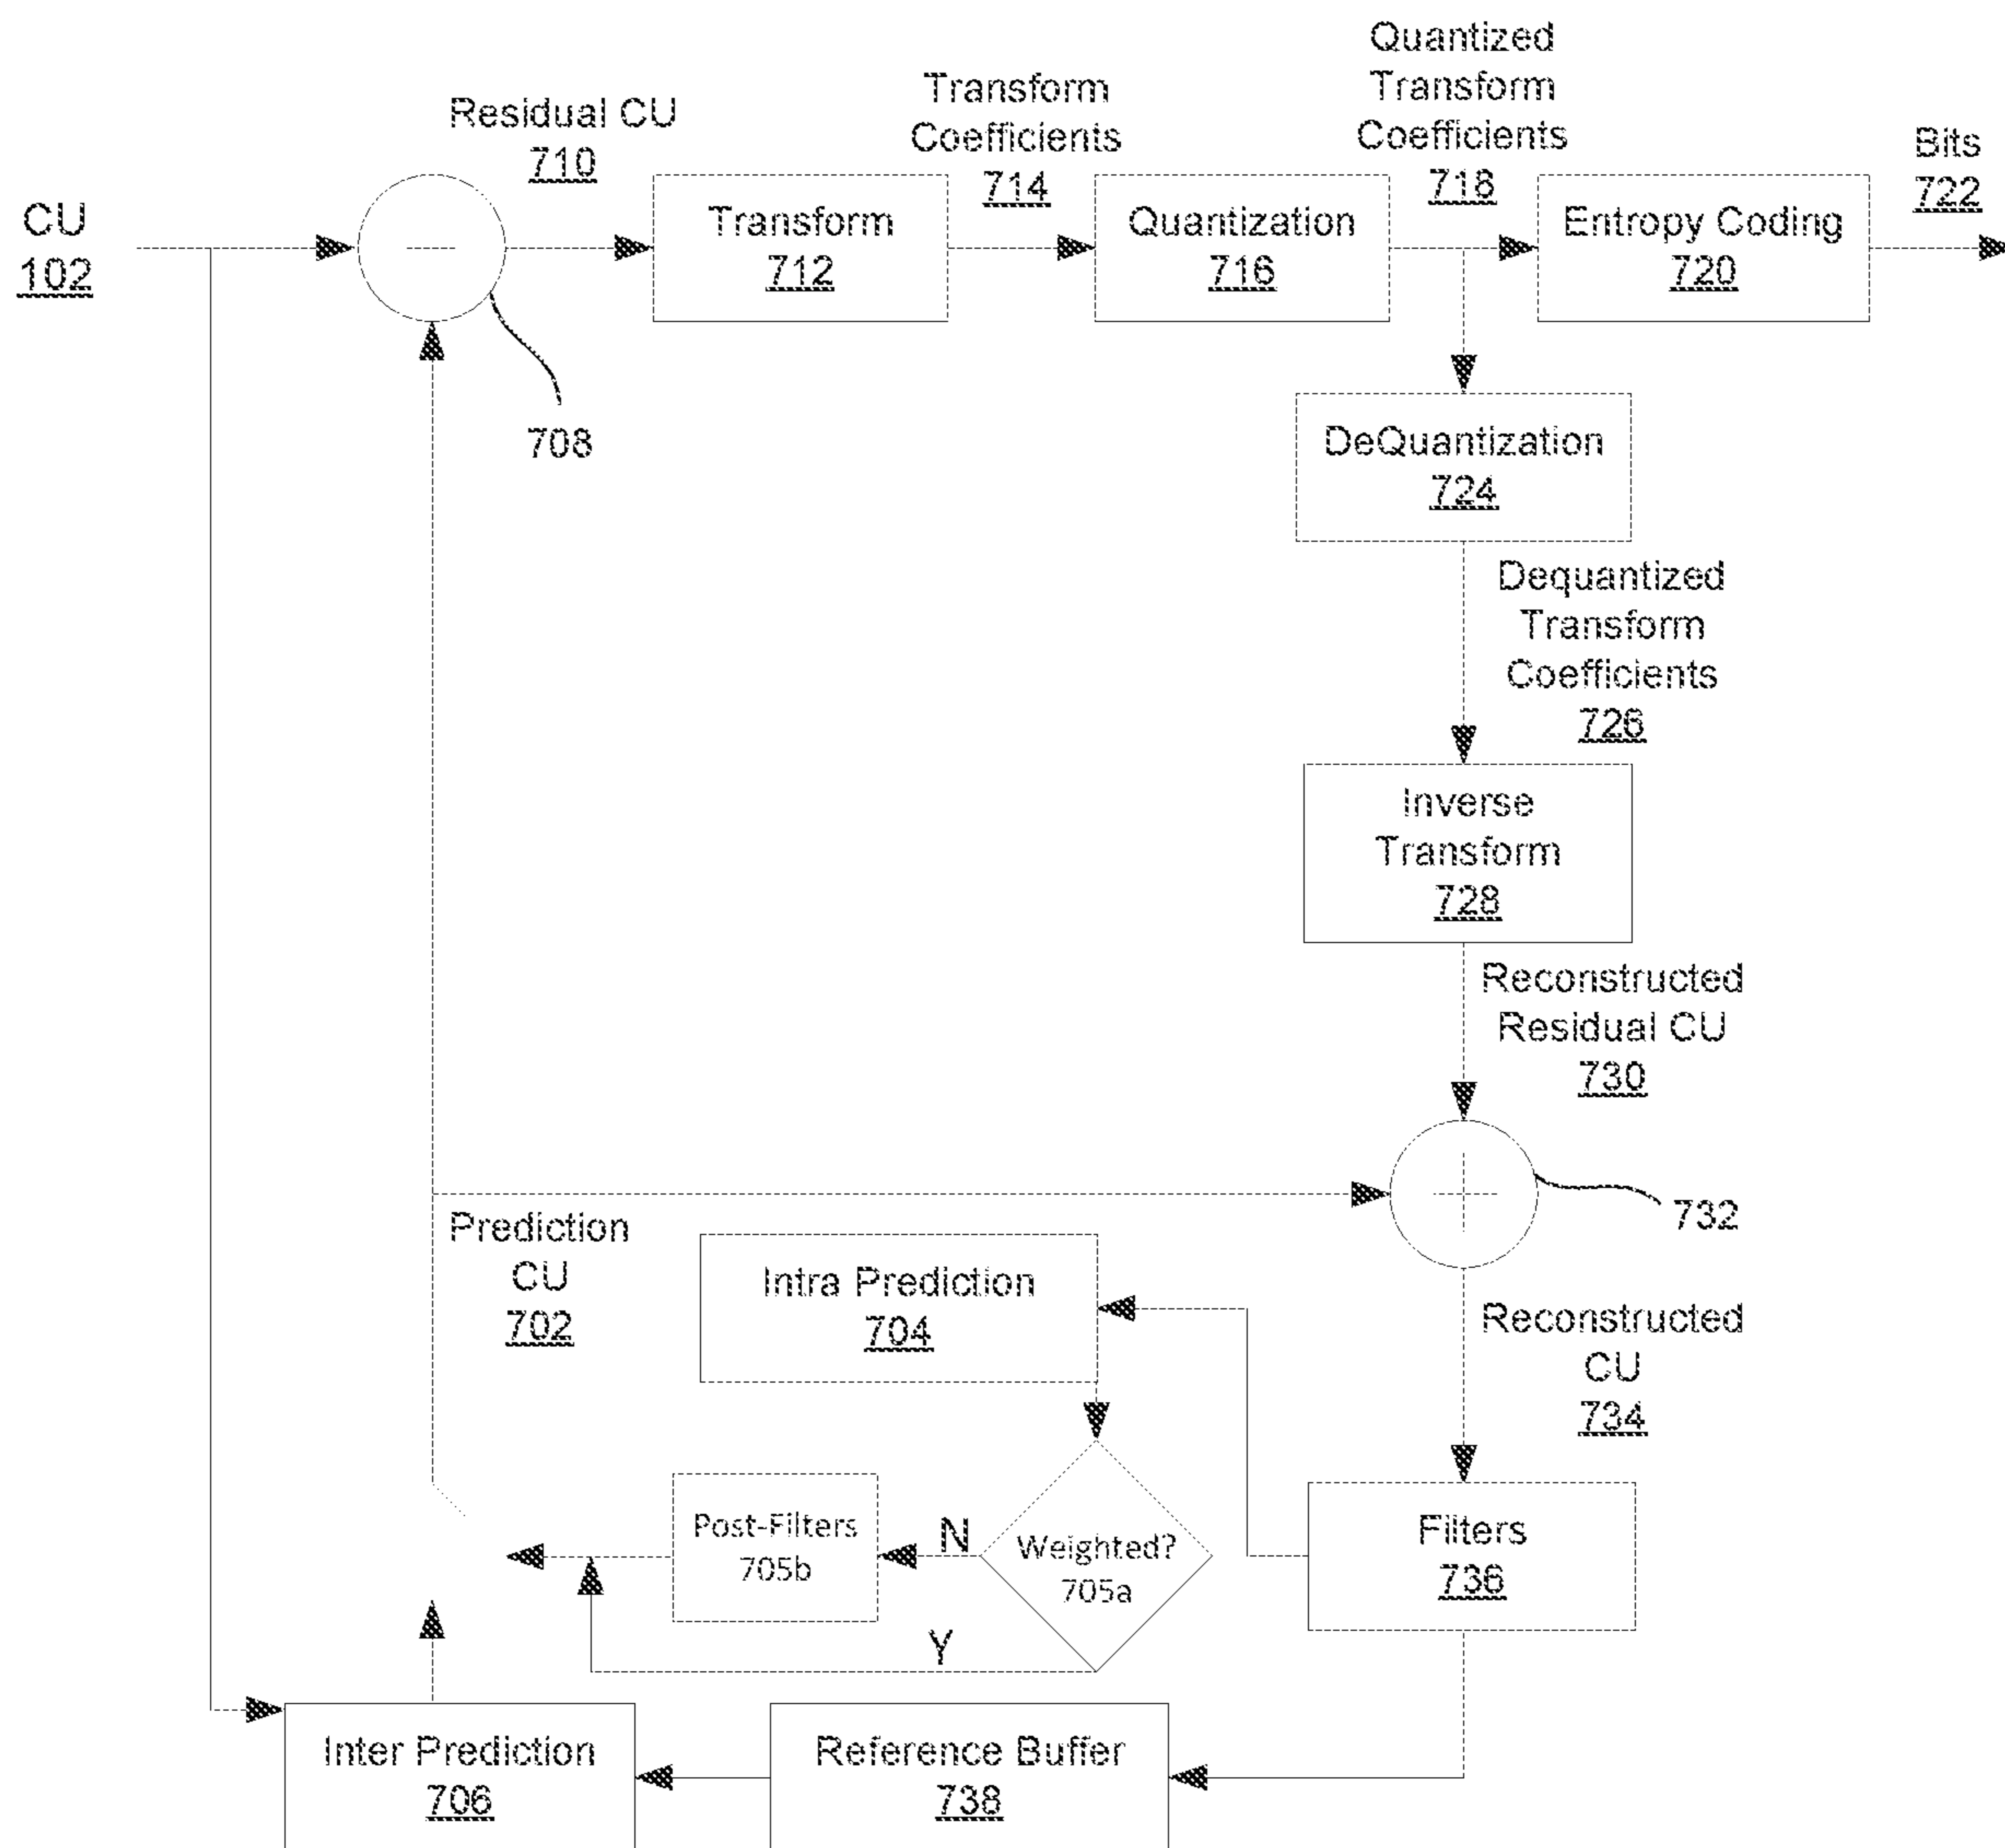 Residual CU
710
Transform
Coefficients
714
Quantized
Transform
Coefficients
718
Bits
722
CU
102
Transform
712
Quantization
716
Entropy Coding
720
708
DeQuantization
724
Dequantized
Transform
Coefficients
726
Inverse
Transform
728
Reconstructed
Residual CU
730
732
Prediction
CU
702
Intra Prediction
704
Reconstructed
CU
734
Post-Filters
705b
N
Weighted?
705a
Y
Filters
736
Inter Prediction
706
Reference Buffer
738